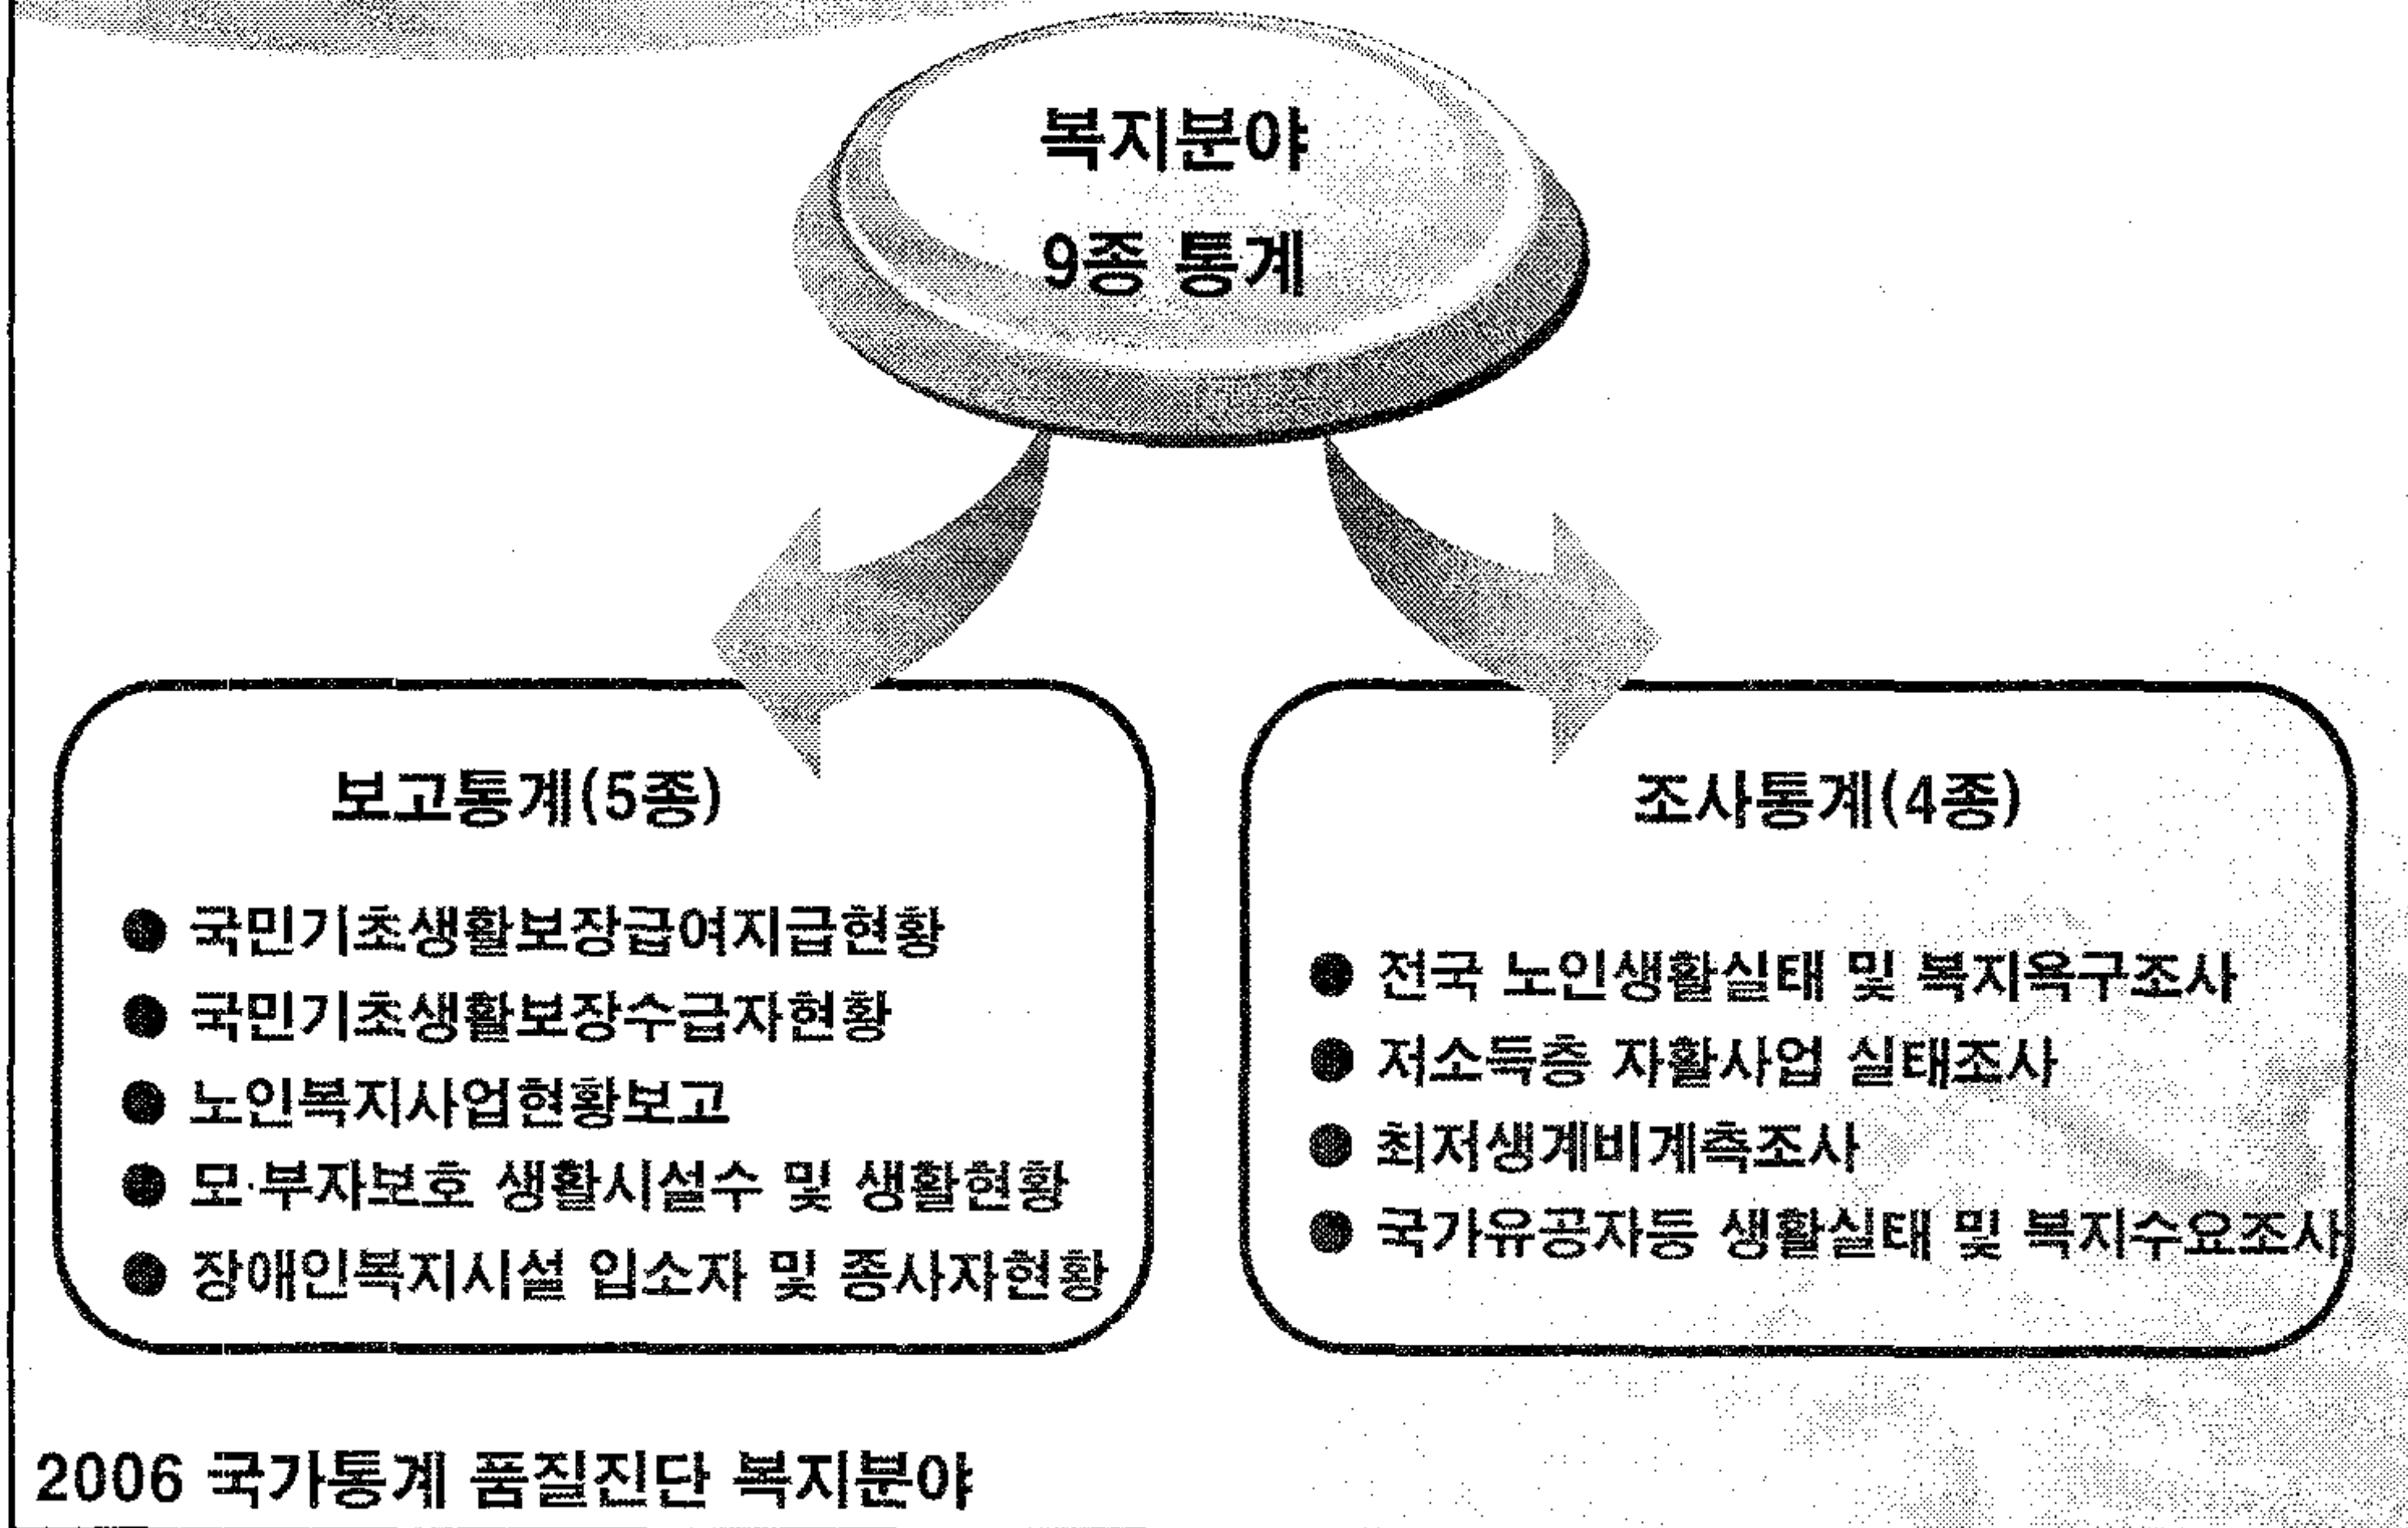 복지분야
9종 통계
보고통계(5종)
● 국민기초생활보장급여지급현황
● 국민기초생활보장수급자현황
● 노인복지사업현황보고
● 모·부자보호 생활시설수 및 생활현황
● 장애인복지시설 입소자 및 종사자현황
조사통계(4종)
● 전국 노인생활실태 및 복지욕구조사
● 저소득층 자활사업 실태조사
● 최저생계비계측조사
● 국가유공자등 생활실태 및 복지수요조사
2006 국가통계 품질진단 복지분야